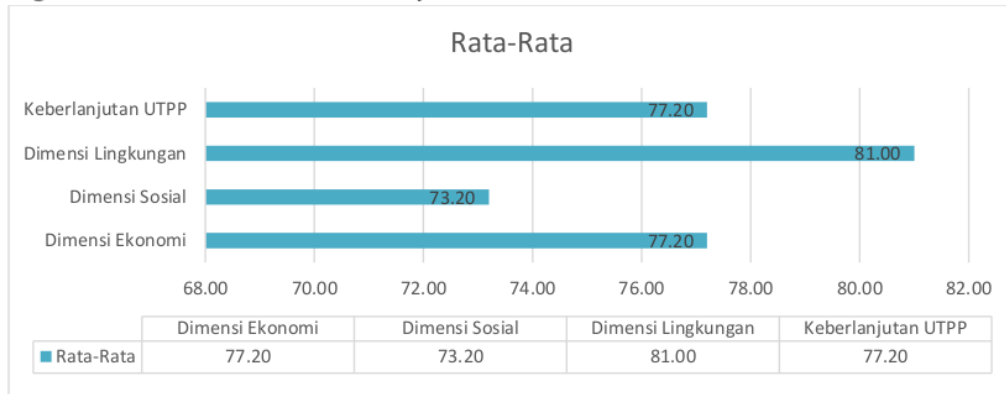 Rata-Rata
Keberlanjutan UTPP
77.20
Dimensi Lingkungan
81.00
Dimensi Sosial
73.20
Dimensi Ekonomi
77.20
68.00 70.00 72.00 74.00 76.00 78.00 80.00 82.00
Dimensi Ekonomi Dimensi Sosial Dimensi Lingkungan Keberlanjutan UTPP
Rata-Rata 77.20 73.20 81.00 77.20